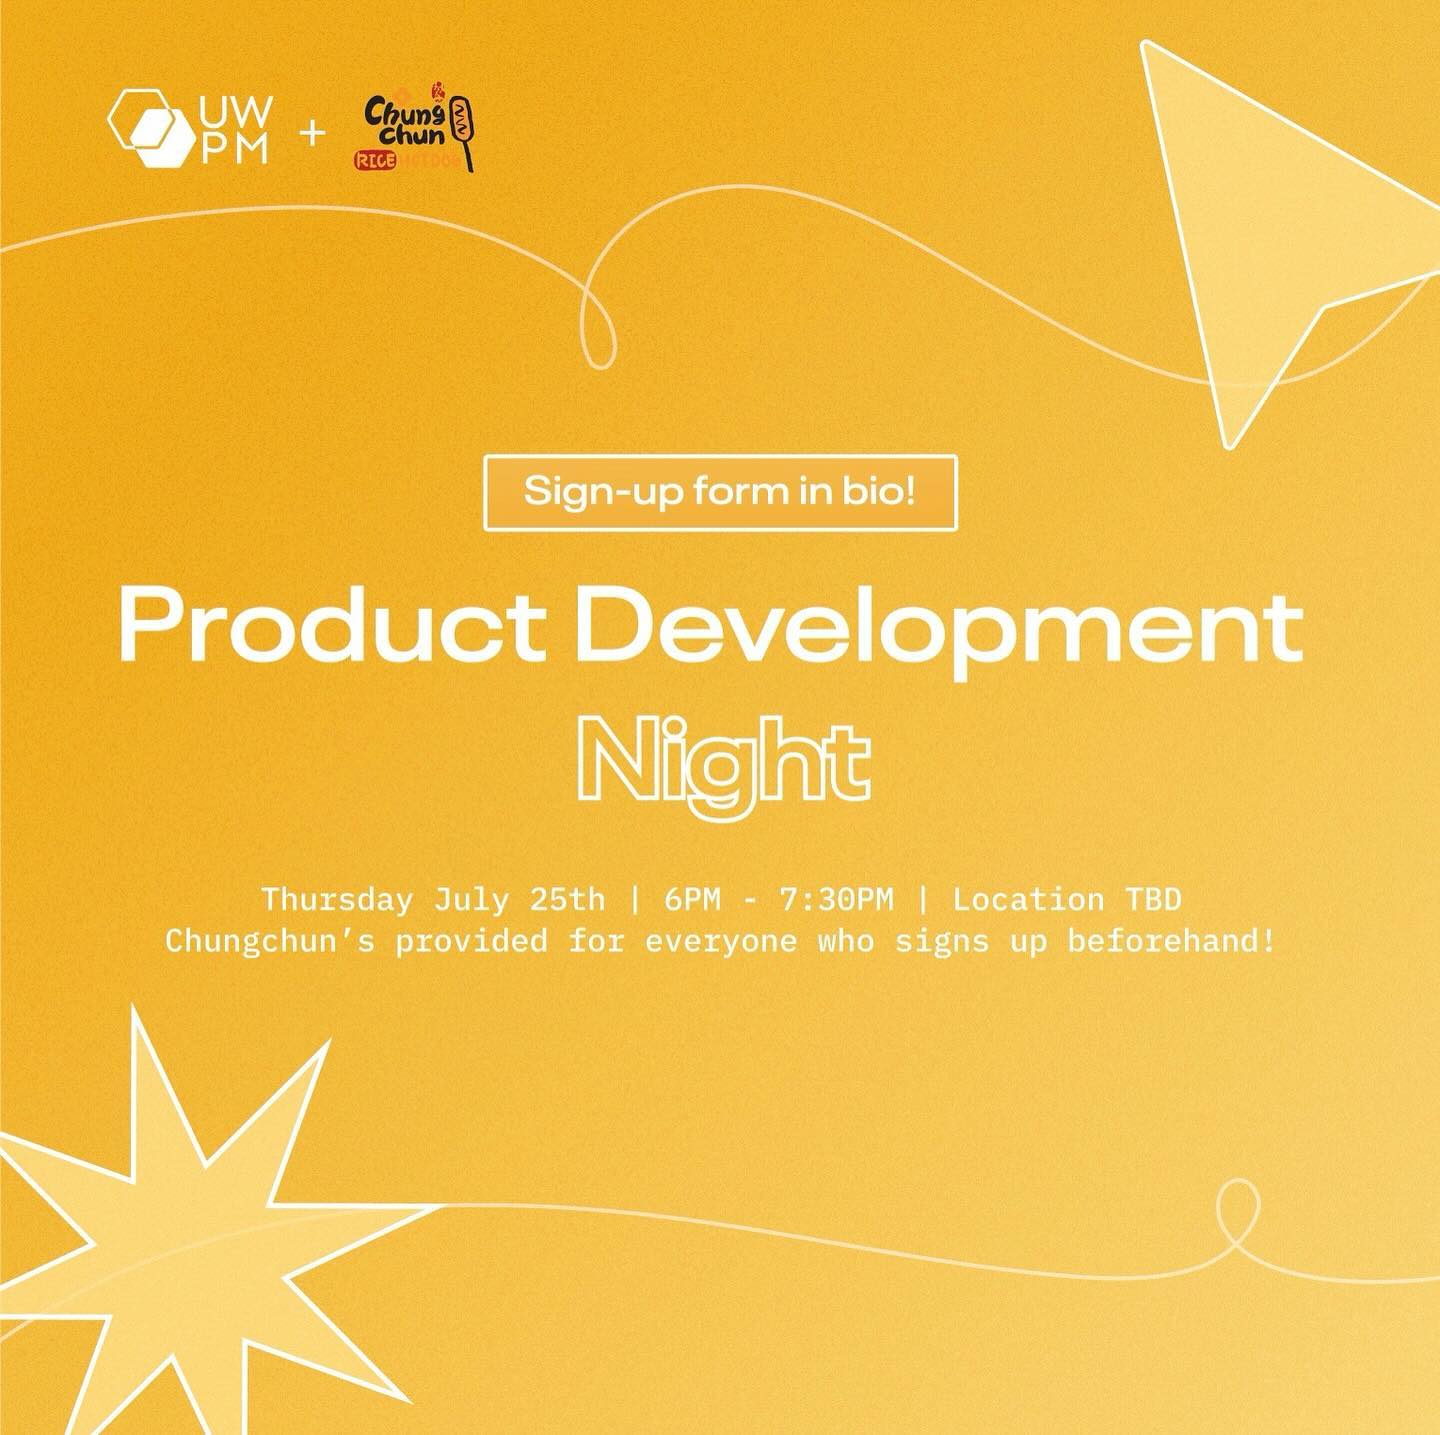 UW
PM
+
Chung
chun
RICE HOTDOG
Sign-up form in bio!
Product Development
Night
Thursday July 25th | 6PM - 7:30PM | Location TBD
Chungchun’s provided for everyone who signs up beforehand!